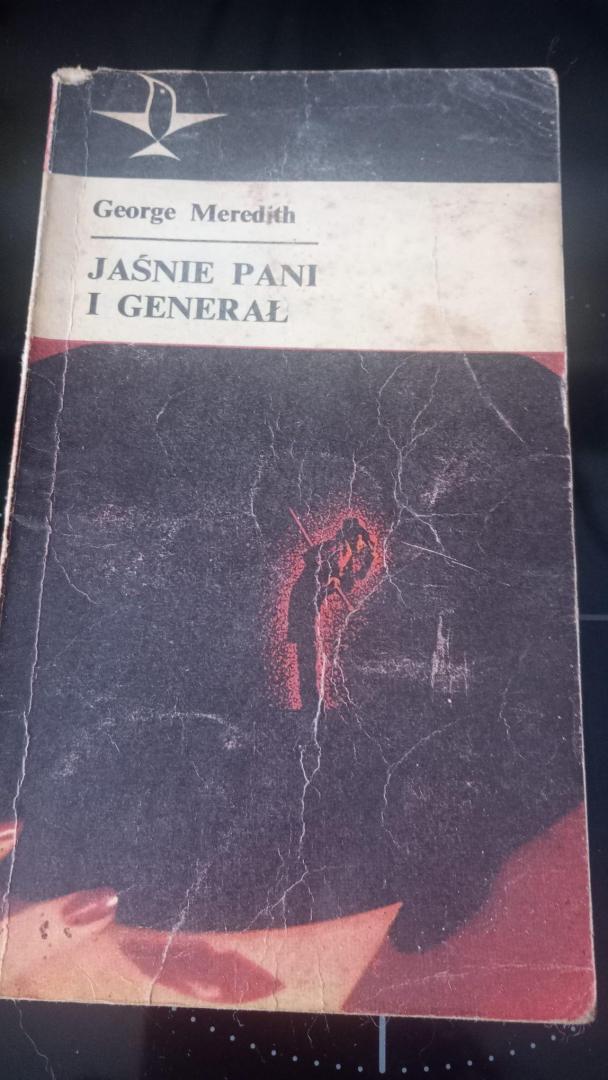 George Meredith
JAŚNIE PANI
I GENERAŁ